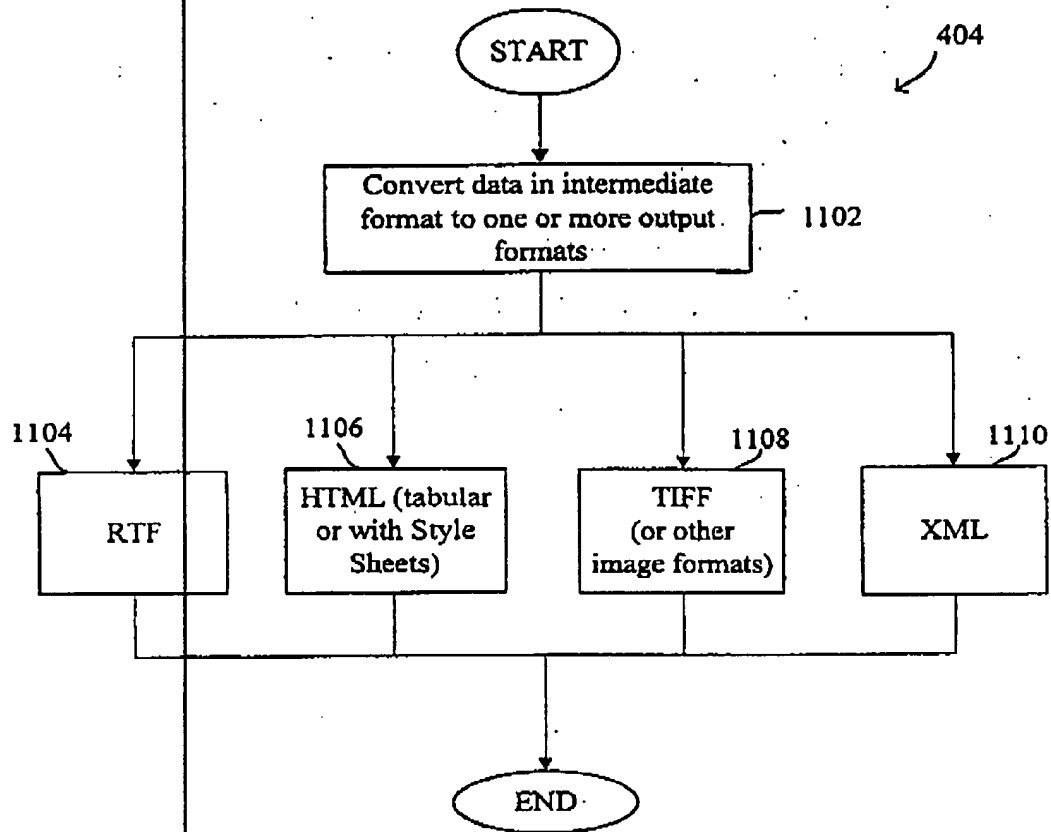 START
404
Convert data in intermediate
format to one or more output
formats
1102
1104
1106
1108
1110
RTF
HTML (tabular
or with Style
Sheets)
TIFF
(or other
image formats)
XML
END